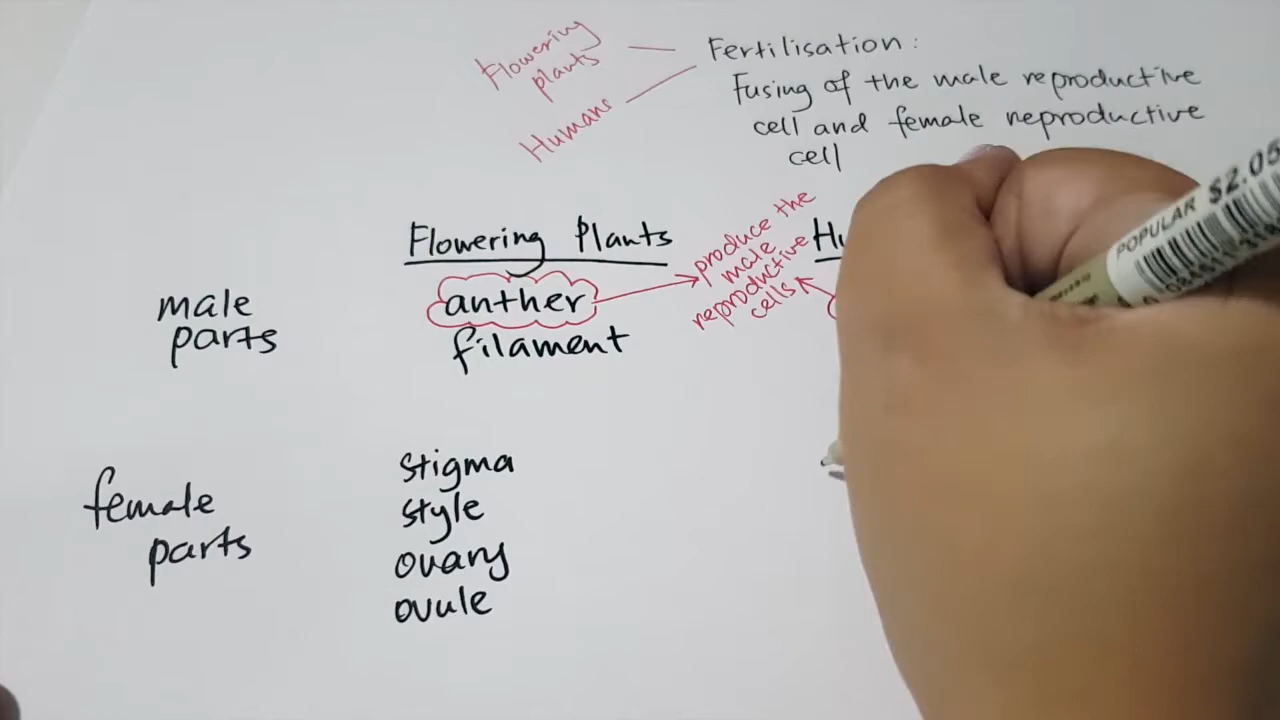 Flowering
plants
Humans
Fertilisation:
Fusing of the male reproductive
cell and female reproductive
cell
Flowering Plants
produce the
male
reproductive
cells
Hu
male
parts
anther
filament
female
parts
stigma
style
ovary
ovule
POPULAR $2.05